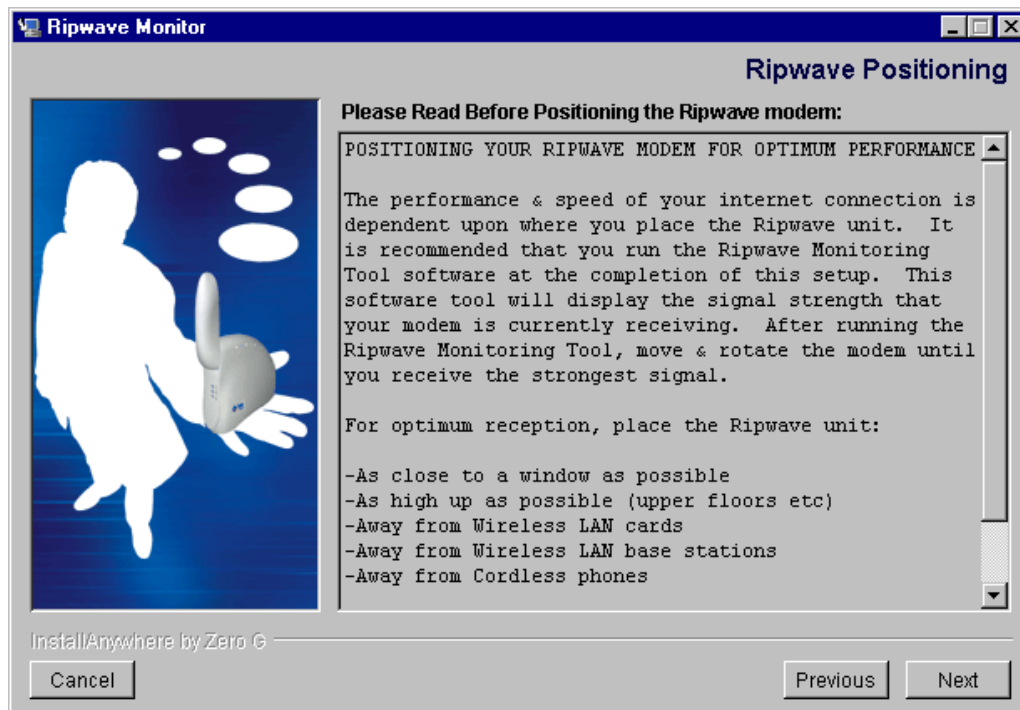 Ripwave Monitor
Ripwave Positioning
Please Read Before Positioning the Ripwave modem:
POSITIONING YOUR RIPWAVE MODEM FOR OPTIMUM PERFORMANCE
The performance & speed of your internet connection is
dependent upon where you place the Ripwave unit.  It
is recommended that you run the Ripwave Monitoring
Tool software at the completion of this setup.  This
software tool will display the signal strength that
your modem is currently receiving.  After running the
Ripwave Monitoring Tool, move & rotate the modem until
you receive the strongest signal.
For optimum reception, place the Ripwave unit:
-As close to a window as possible
-As high up as possible (upper floors etc)
-Away from Wireless LAN cards
-Away from Wireless LAN base stations
-Away from Cordless phones
InstallAnywhere by Zero G
Cancel
Previous
Next